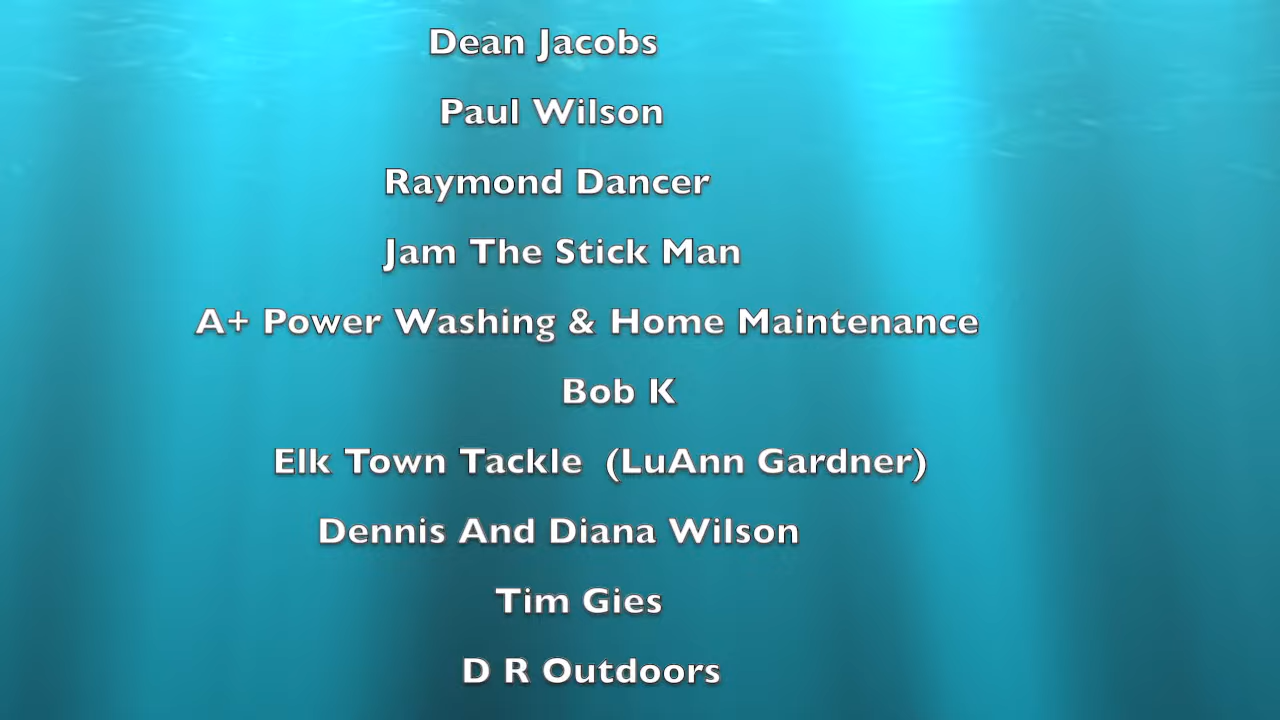 Dean Jacobs
Paul Wilson
Raymond Dancer
Jam The Stick Man
A+ Power Washing & Home Maintenance
Bob K
Elk Town Tackle  (LuAnn Gardner)
Dennis And Diana Wilson
Tim Gies
D R Outdoors